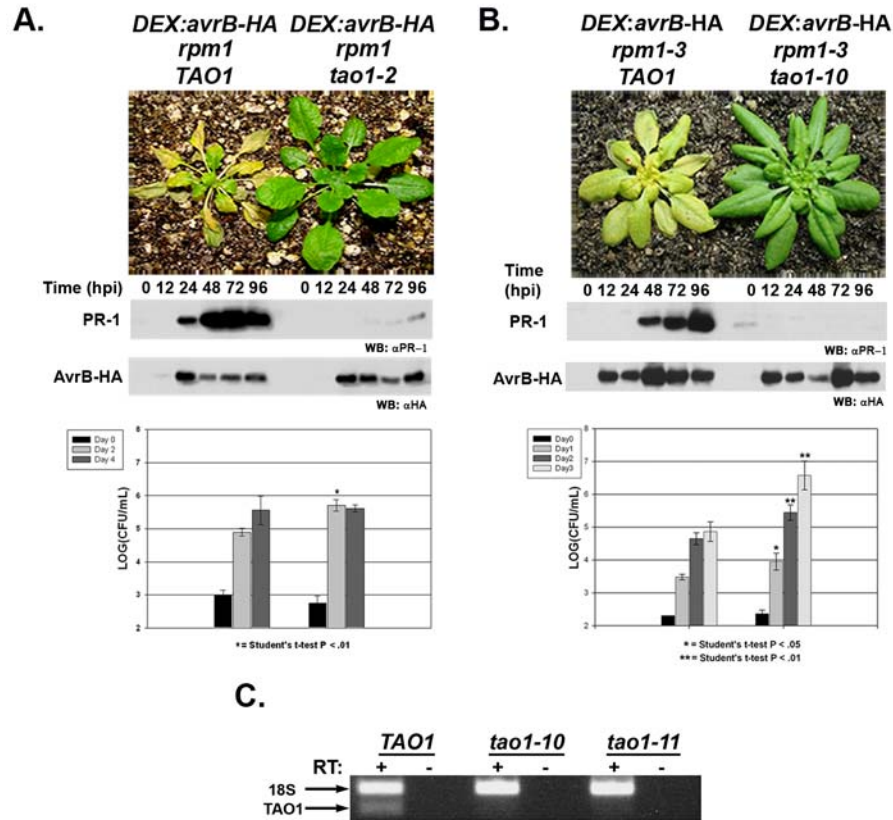 A.
DEX:avrB-HA
rpm1
TAO1
DEX:avrB-HA
rpm1
tao1-2
Time (hpi) 0 12 24 48 72 96 0 12 24 48 72 96
PR-1
WB: αPR-1
AvrB-HA
WB: αHA
Day 0
Day 2
Day 4
LOG(CFU/mL)
8
7
6
5
4
3
2
*
*= Student's t-test P < .01
B.
DEX:avrB-HA
rpm1-3
TAO1
DEX:avrB-HA
rpm1-3
tao1-10
Time
(hpi)
0 12 24 48 72 96 0 12 24 48 72 96
PR-1
WB: αPR-1
AvrB-HA
WB: αHA
Day0
Day1
Day2
Day3
LOG(CFU/mL)
8
7
6
5
4
3
2
*
**
**
*= Student's t-test P < .05
**= Student's t-test P < .01
C.
TAO1 tao1-10 tao1-11
RT: + - + - + -
18S
TAO1